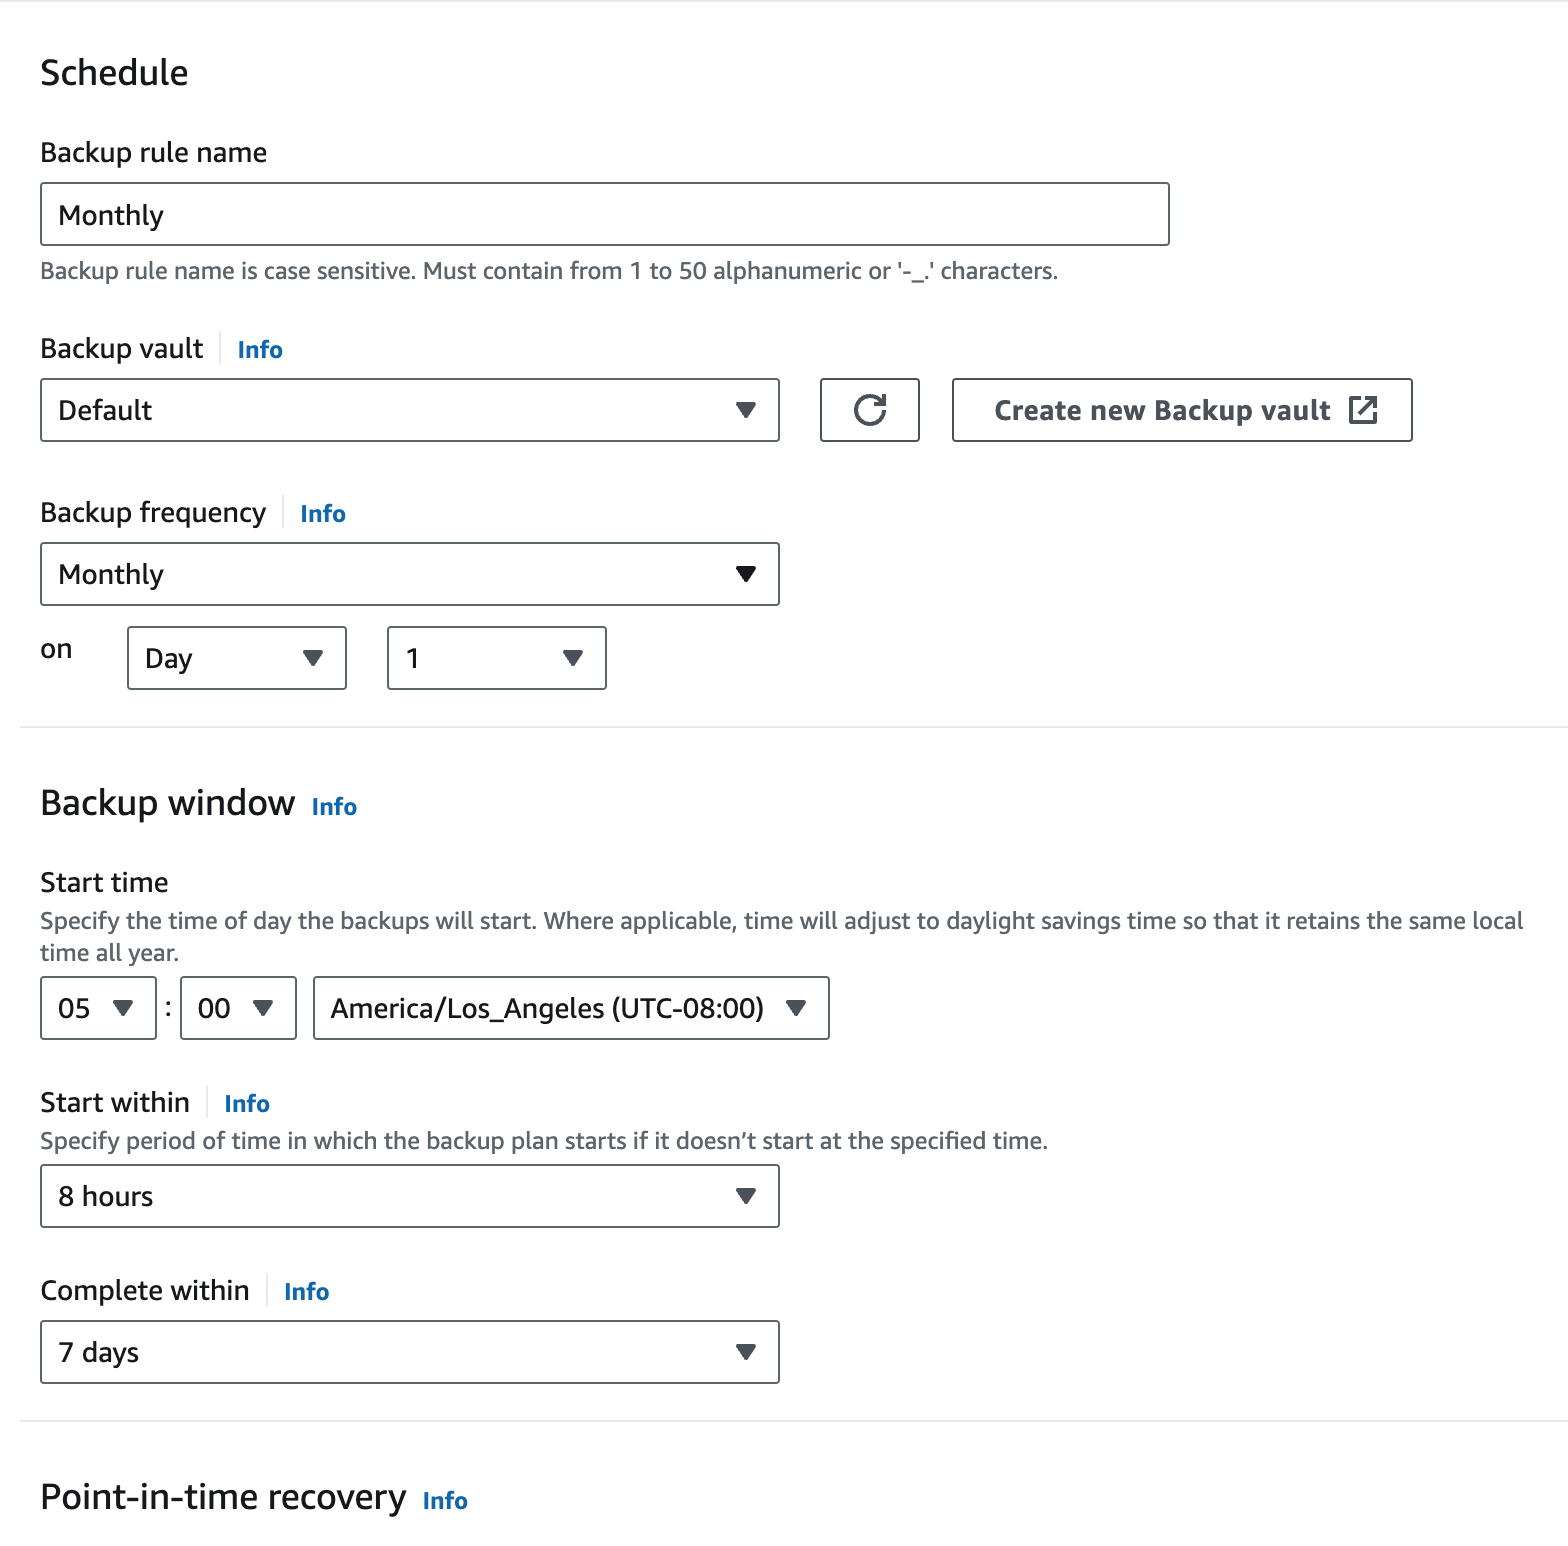 Schedule
Backup rule name
Monthly
Backup rule name is case sensitive. Must contain from 1 to 50 alphanumeric or '-_.' characters.
Backup vault Info
Default Create new Backup vault
Backup frequency Info
Monthly
on Day 1
Backup window Info
Start time
Specify the time of day the backups will start. Where applicable, time will adjust to daylight savings time so that it retains the same local
time all year.
05 : 00 America/Los_Angeles (UTC-08:00)
Start within Info
Specify period of time in which the backup plan starts if it doesn’t start at the specified time.
8 hours
Complete within Info
7 days
Point-in-time recovery Info